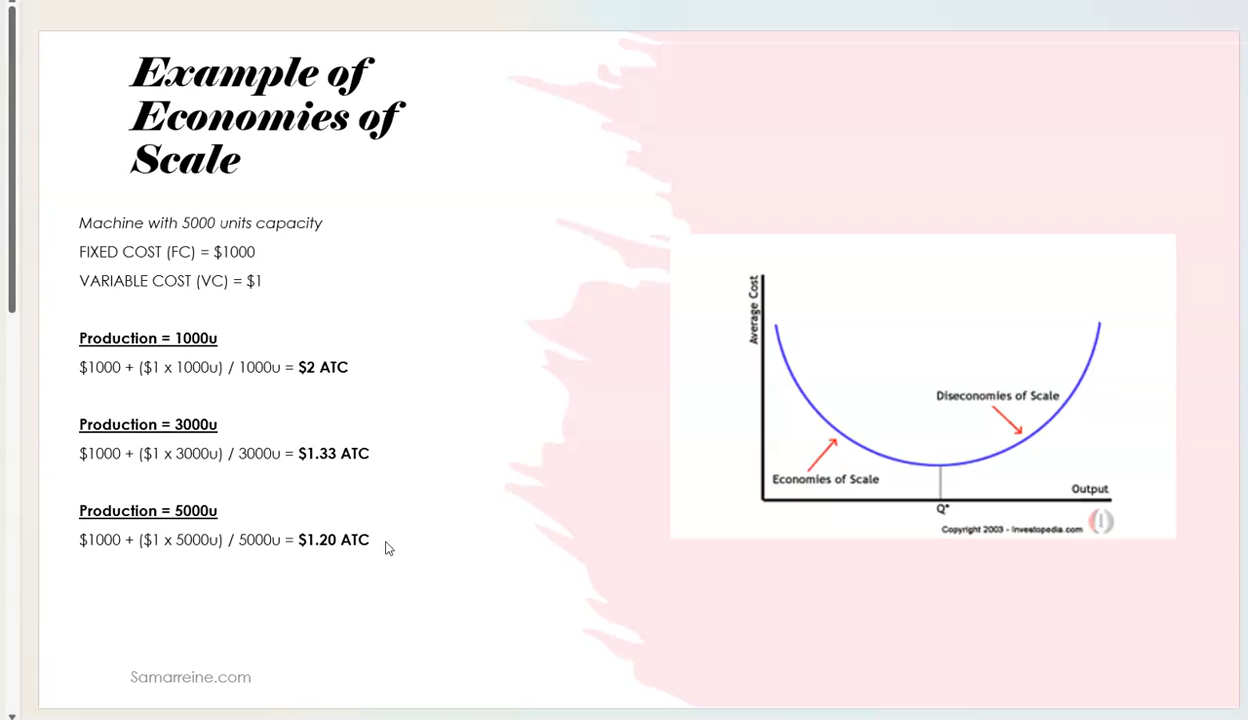 Example of
Economies of
Scale
Machine with 5000 units capacity
FIXED COST (FC) = $1000
VARIABLE COST (VC) = $1
Production = 1000u
$1000 + ($1 x 1000u) / 1000u = $2 ATC
Production = 3000u
$1000 + ($1 x 3000u) / 3000u = $1.33 ATC
Production = 5000u
$1000 + ($1 x 5000u) / 5000u = $1.20 ATC
Samarreine.com
Average Cost
Diseconomies of Scale
Economies of Scale
Output
Q*
Copyright 2003 - Investopedia.com